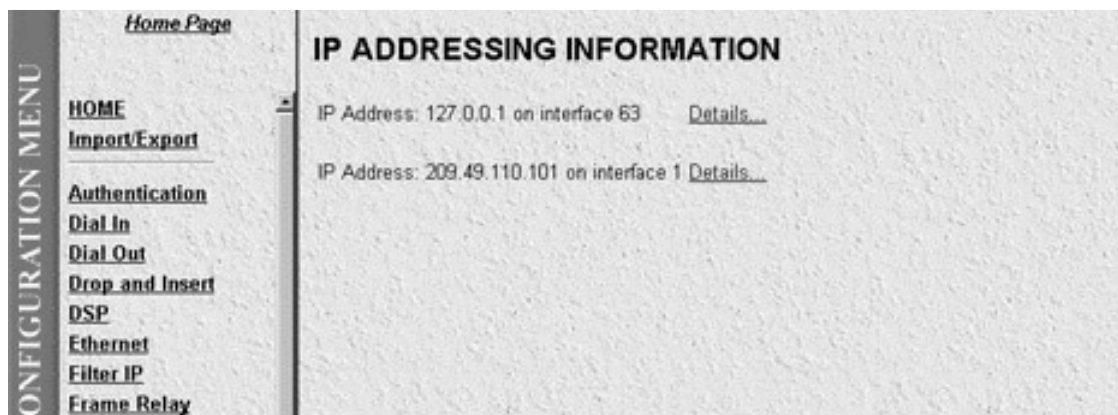 ONFIGURATION MENU
Home Page
HOME
Import/Export
Authentication
Dial In
Dial Out
Drop and Insert
DSP
Ethernet
Filter IP
Frame Relay
IP ADDRESSING INFORMATION
IP Address: 127.0.0.1 on interface 63 Details...
IP Address: 209.49.110.101 on interface 1 Details...